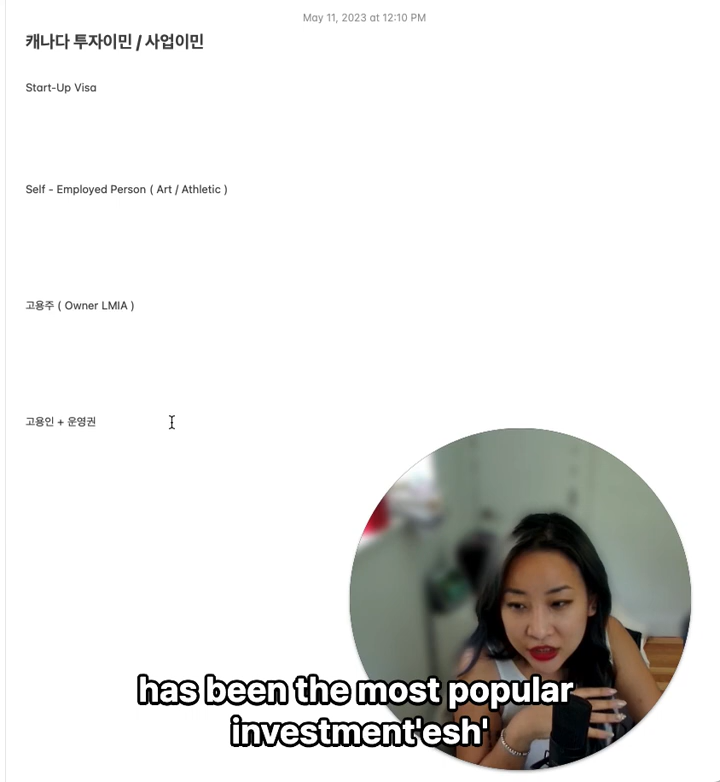 May 11, 2023 at 12:10 PM
캐나다 투자이민 / 사업이민
Start-Up Visa
Self - Employed Person ( Art / Athletic )
고용주 ( Owner LMIA )
고용인 + 운영권
has been the most popular
investment'esh'